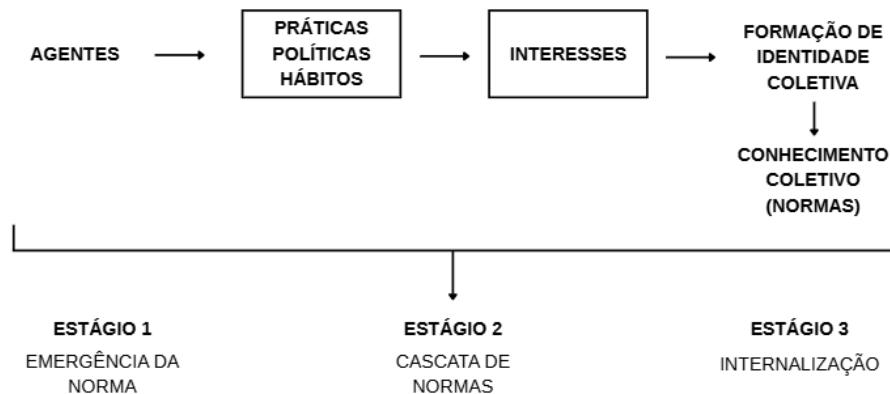 AGENTES
PRÁTICAS
POLÍTICAS
HÁBITOS
INTERESSES
FORMAÇÃO DE
IDENTIDADE
COLETIVA
CONHECIMENTO
COLETIVO
(NORMAS)
ESTÁGIO 1
EMERGÊNCIA DA
NORMA
ESTÁGIO 2
CASCATA DE
NORMAS
ESTÁGIO 3
INTERNALIZAÇÃO